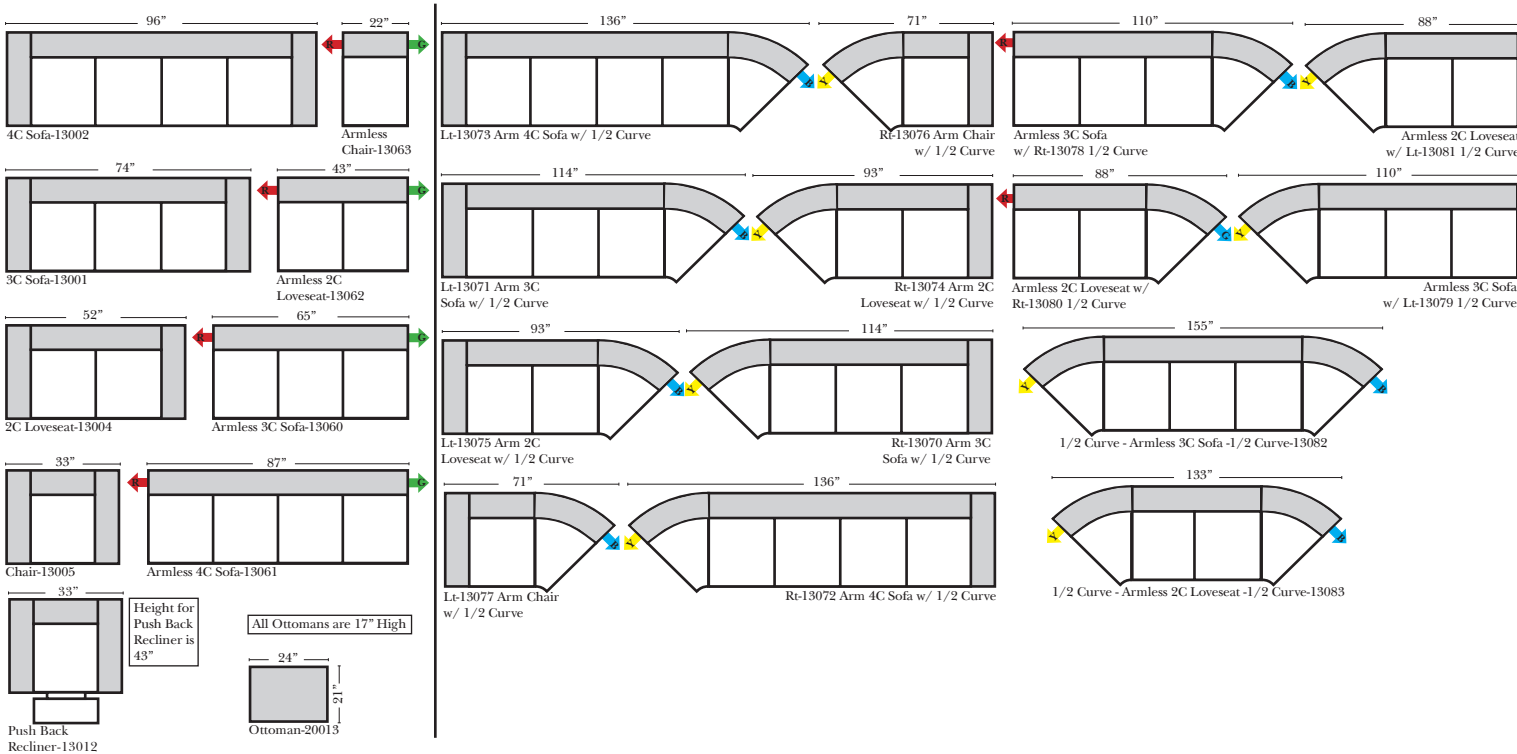 96”
22”
R
G
4C Sofa-13002
Armless
Chair-13063
74”
43”
R
G
3C Sofa-13001
Armless 2C
Loveseat-13062
52”
65”
R
G
2C Loveseat-13004
Armless 3C Sofa-13060
33”
87”
R
G
Chair-13005
Armless 4C Sofa-13061
33”
Height for
Push Back
Recliner is
43”
Push Back
Recliner-13012
All Ottomans are 17” High
24”
21”
Ottoman-20013
136”
71”
B
Y
Lt-13073 Arm 4C Sofa w/ 1/2 Curve
Rt-13076 Arm Chair
w/ 1/2 Curve
114”
93”
B
Y
Lt-13071 Arm 3C
Sofa w/ 1/2 Curve
Rt-13074 Arm 2C
Loveseat w/ 1/2 Curve
93”
114”
B
Y
Lt-13075 Arm 2C
Loveseat w/ 1/2 Curve
Rt-13070 Arm 3C
Sofa w/ 1/2 Curve
71”
136”
B
Y
Lt-13077 Arm Chair
w/ 1/2 Curve
Rt-13072 Arm 4C Sofa w/ 1/2 Curve
110”
88”
R
B
Y
Armless 3C Sofa
w/ Rt-13078 1/2 Curve
Armless 2C Loveseat
w/ Lt-13081 1/2 Curve
88”
110”
R
C
Y
Armless 2C Loveseat w/
Rt-13080 1/2 Curve
Armless 3C Sofa
w/ Lt-13079 1/2 Curve
155”
Y
B
1/2 Curve - Armless 3C Sofa -1/2 Curve-13082
133”
Y
B
1/2 Curve - Armless 2C Loveseat -1/2 Curve-13083